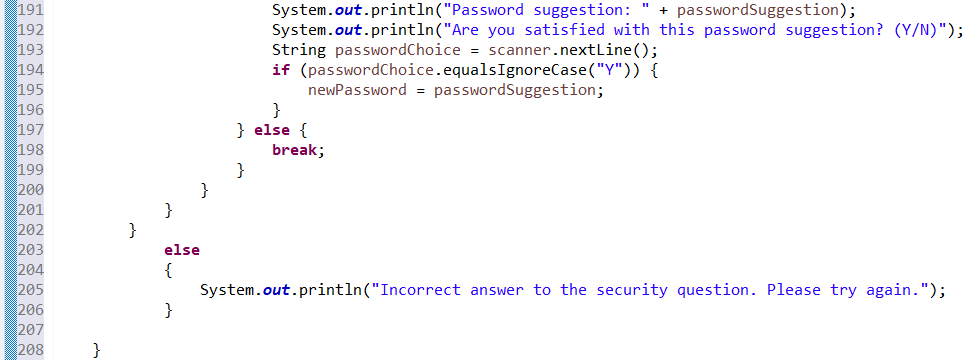 191                         System.out.println("Password suggestion: " + passwordSuggestion);
192                         System.out.println("Are you satisfied with this password suggestion? (Y/N)");
193                         String passwordChoice = scanner.nextLine();
194                         if (passwordChoice.equalsIgnoreCase("Y")) {
195                             newPassword = passwordSuggestion;
196                         }
197                     } else {
198                         break;
199                     }
200                 }
201             }
202         }
203             else
204             {
205                 System.out.println("Incorrect answer to the security question. Please try again.");
206             }
207
208     }